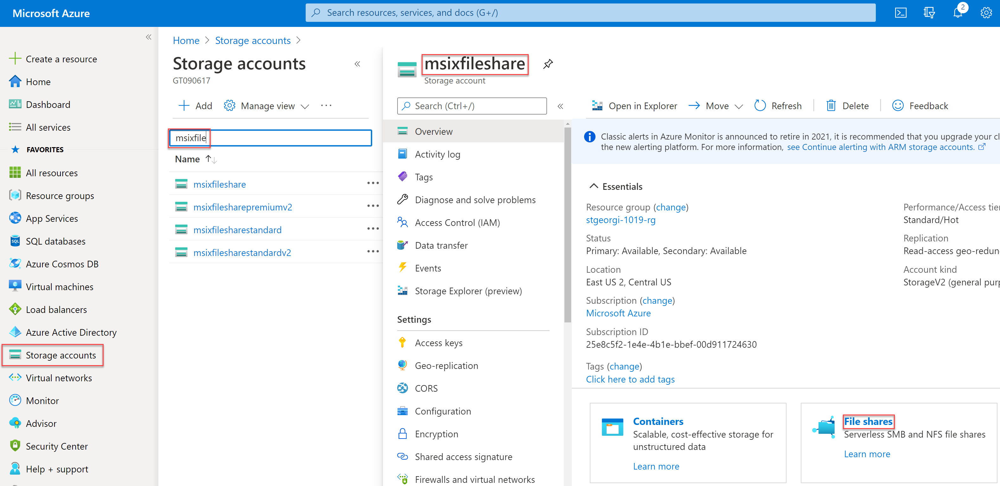 Microsoft Azure
Search resources, services, and docs (G+/)
2
Create a resource
Home
Dashboard
All services
FAVORITES
All resources
Resource groups
App Services
SQL
SQL databases
Azure Cosmos DB
Virtual machines
Load balancers
Azure Active Directory
Storage accounts
Virtual networks
Monitor
Advisor
Security Center
Help + support
Home > Storage accounts >
Storage accounts
GT090617
Add
Manage view
msixfile
Name
msixfileshare
msixfilesharepremiumv2
msixfilesharestandard
msixfilesharestandardv2
msixfileshare
Storage account
Search (Ctrl+/)
Overview
Activity log
Tags
Diagnose and solve problems
Access Control (IAM)
Data transfer
Events
Storage Explorer (preview)
Settings
Access keys
Geo-replication
CORS
Configuration
Encryption
Shared access signature
Firewalls and virtual networks
Open in Explorer
Move
Refresh
Delete
Feedback
Classic alerts in Azure Monitor is announced to retire in 2021, it is recommended that you upgrade your cl
the new alerting platform. For more information, see Continue alerting with ARM storage accounts.
Essentials
Resource group (change)
stgeorgi-1019-rg
Status
Primary: Available, Secondary: Available
Location
East US 2, Central US
Subscription (change)
Microsoft Azure
Subscription ID
25e8c5f2-1e4e-4b1e-bbef-00d911724630
Tags (change)
Click here to add tags
Performance/Access tier
Standard/Hot
Replication
Read-access geo-redun
Account kind
StorageV2 (general purp
Containers
Scalable, cost-effective storage for
unstructured data
Learn more
File shares
Serverless SMB and NFS file shares
Learn more